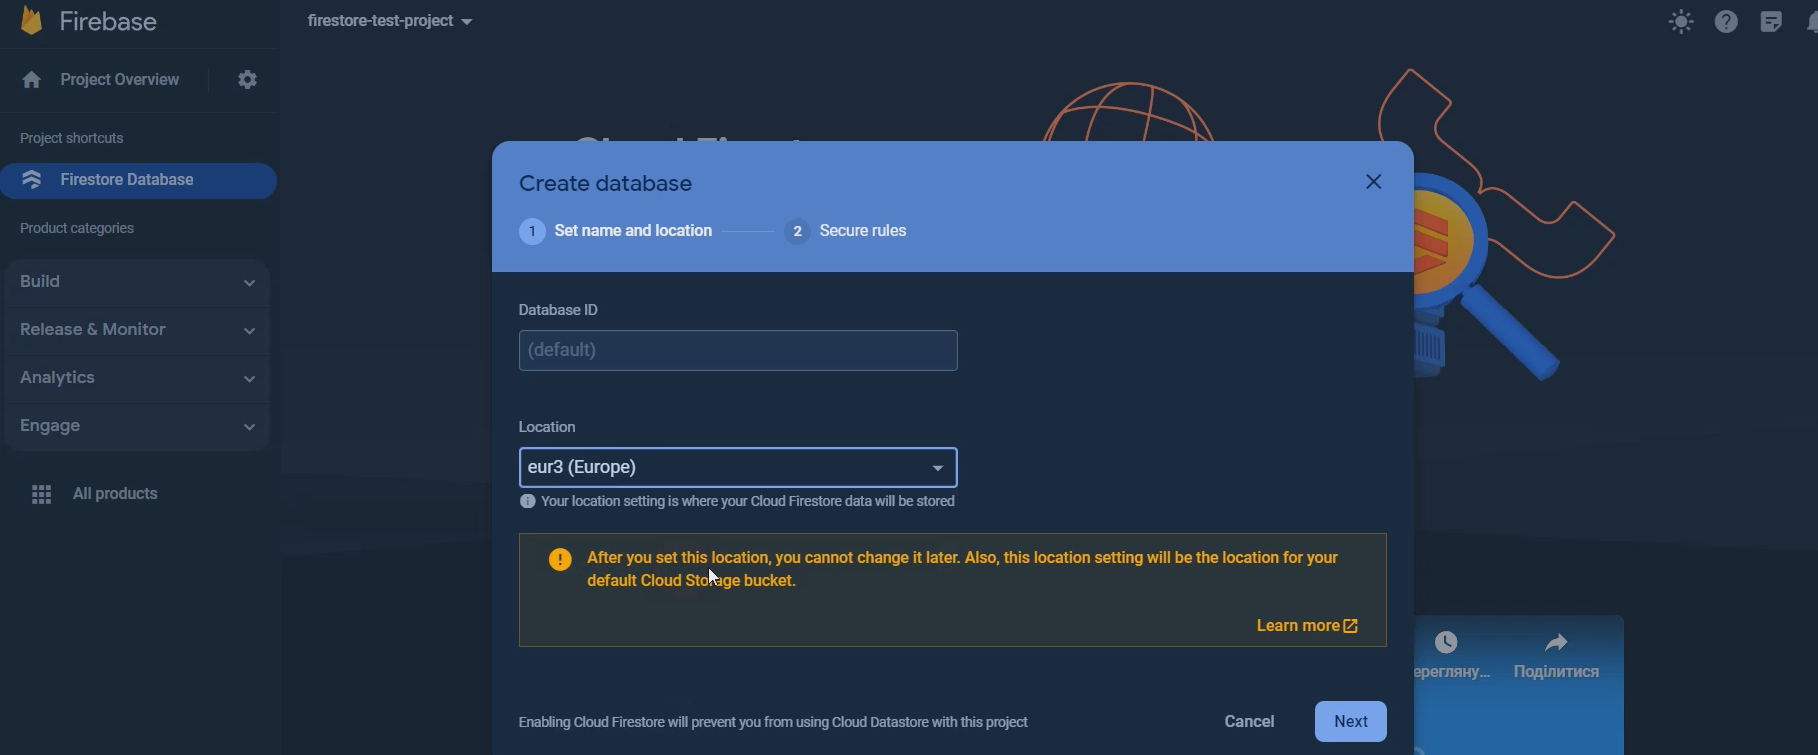 Firebase
firestore-test-project
Project Overview
Project shortcuts
Firestore Database
Product categories
Build
Release & Monitor
Analytics
Engage
All products
Create database
1 Set name and location
2 Secure rules
Database ID
(default)
Location
eur3 (Europe)
Your location setting is where your Cloud Firestore data will be stored
After you set this location, you cannot change it later. Also, this location setting will be the location for your
default Cloud Storage bucket.
Learn more
Поділитися
Enabling Cloud Firestore will prevent you from using Cloud Datastore with this project
Cancel
Next